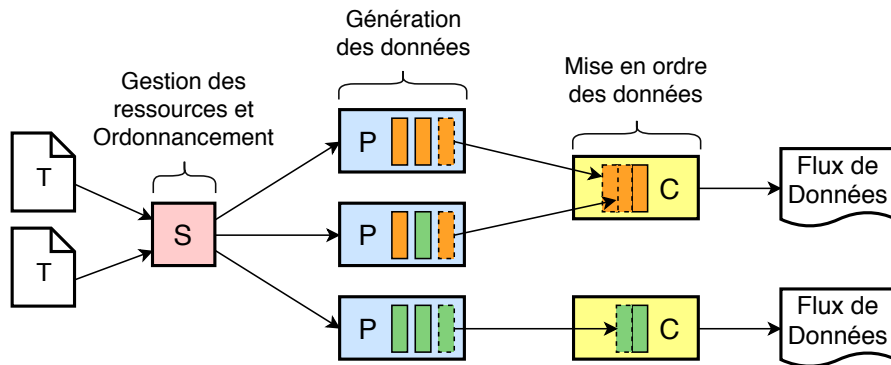 Génération
des données
Gestion des
ressources et
Ordonnancement
Mise en ordre
des données
T
T
S
P
P
P
C
C
Flux de
Données
Flux de
Données